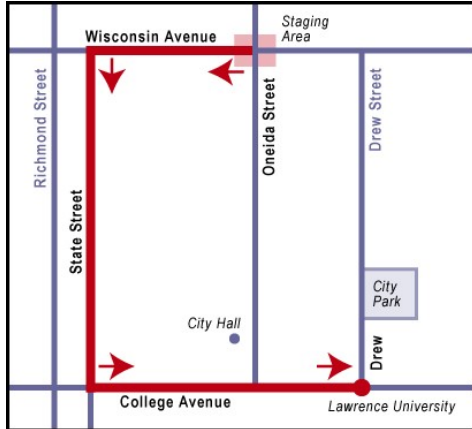 Staging
Area
Wisconsin Avenue
Richmond Street
State Street
Oneida Street
Drew Street
City
Park
City Hall
Drew
College Avenue
Lawrence University